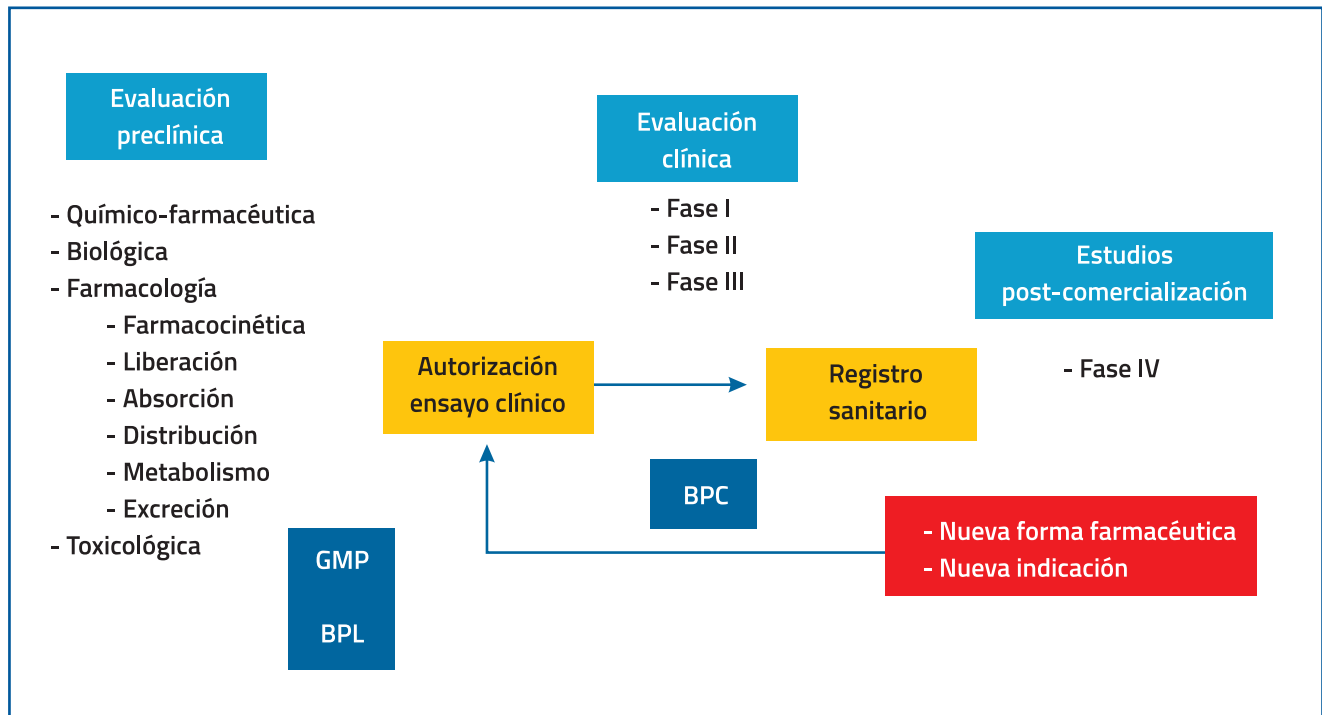 Evaluación
preclínica
- Químico-farmacéutica
- Biológica
- Farmacología
- Farmacocinética
- Liberación
- Absorción
- Distribución
- Metabolismo
- Excreción
- Toxicológica
GMP
BPL
Autorización
ensayo clínico
Evaluación
clínica
- Fase I
- Fase II
- Fase III
BPC
Registro
sanitario
Estudios
post-comercialización
- Fase IV
- Nueva forma farmacéutica
- Nueva indicación